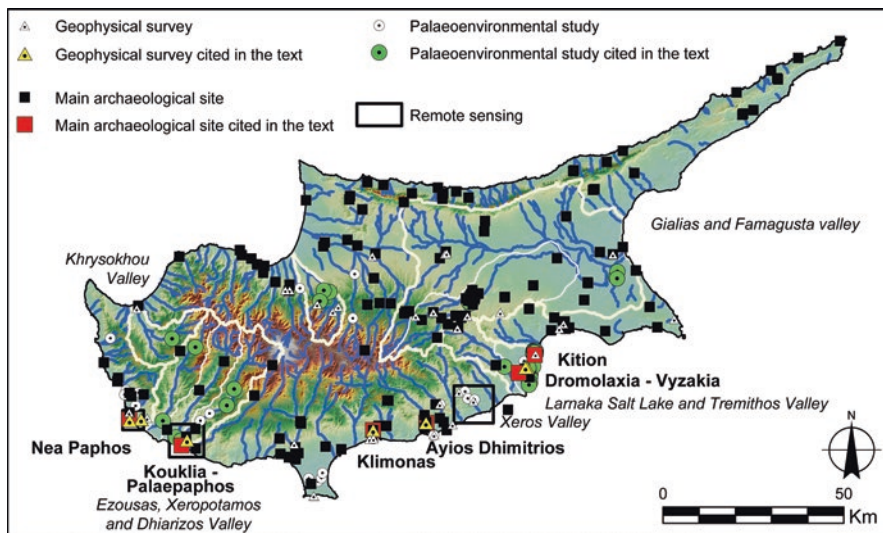 Geophysical survey
Palaeoenvironmental study
Geophysical survey cited in the text
Palaeoenvironmental study cited in the text
Main archaeological site
Remote sensing
Main archaeological site cited in the text
Gialias and Famagusta valley
Khrysokhou
Valley
Kition
Dromolaxia - Vyzakia
Larnaka Salt Lake and Tremithos Valley
Xeros Valley
Nea Paphos
Klimonas
Ayios Dhimitrios
Kouklia -
Palaepaphos
Ezousas, Xeropotamos
and Dhiarizos Valley
N
0 50
Km